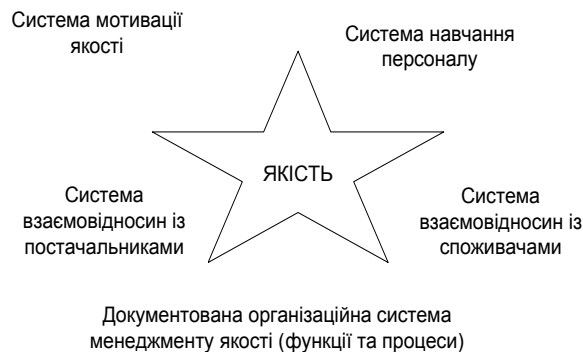 Система мотивації
якості
Система навчання
персоналу
ЯКІСТЬ
Система
взаємовідносин із
постачальниками
Система
взаємовідносин із
споживачами
Документована організаційна система
менеджменту якості (функції та процеси)